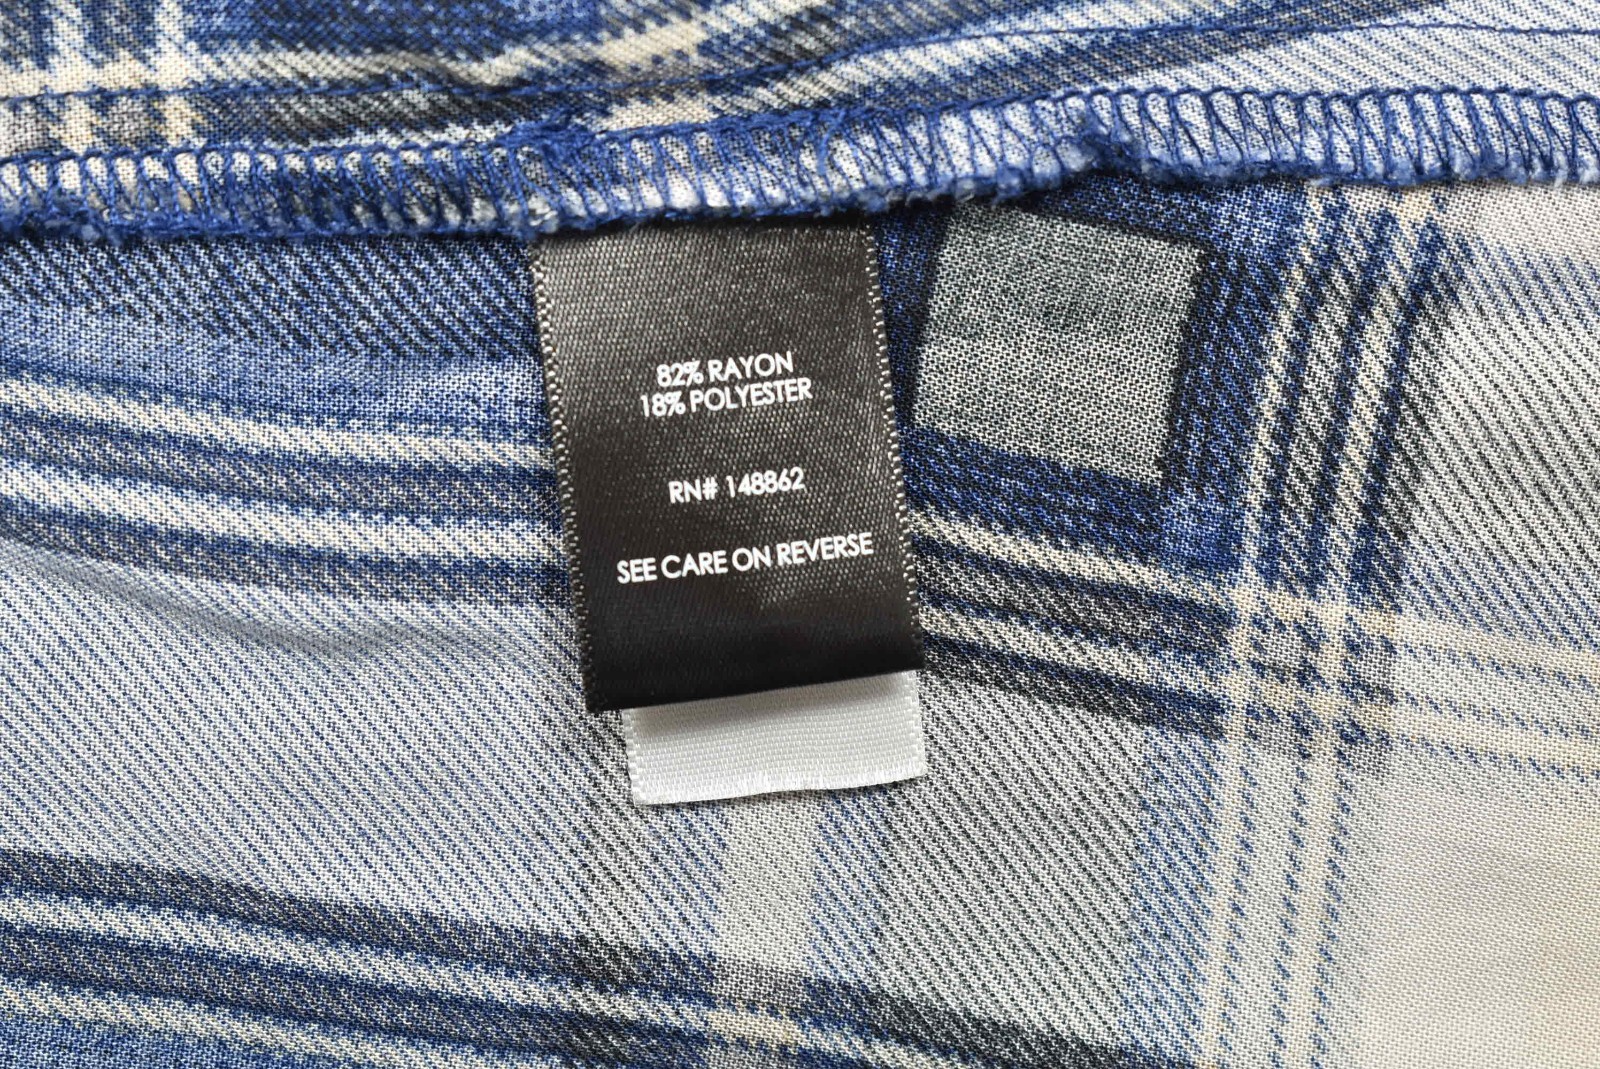 82% RAYON
18% POLYESTER
RN# 148862
SEE CARE ON REVERSE